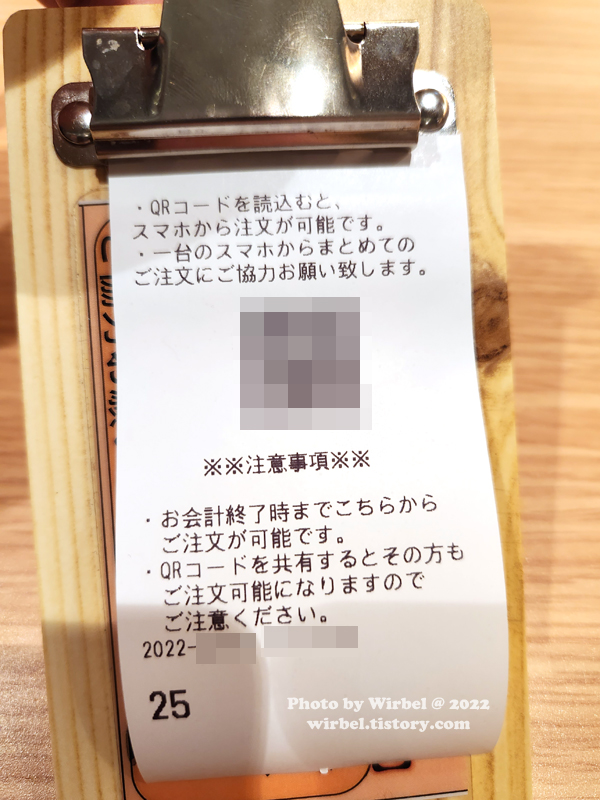 ・QRコードを読込むと、
スマホから注文が可能です。
・一台のスマホからまとめての
ご注文にご協力お願い致します。
※※注意事項※※
・お会計終了時までこちらから
ご注文が可能です。
・QRコードを共有するとその方も
ご注文可能になりますので
ご注意ください。
2022-
25
Photo by Wirbel @ 2022
wirbel.tistory.com